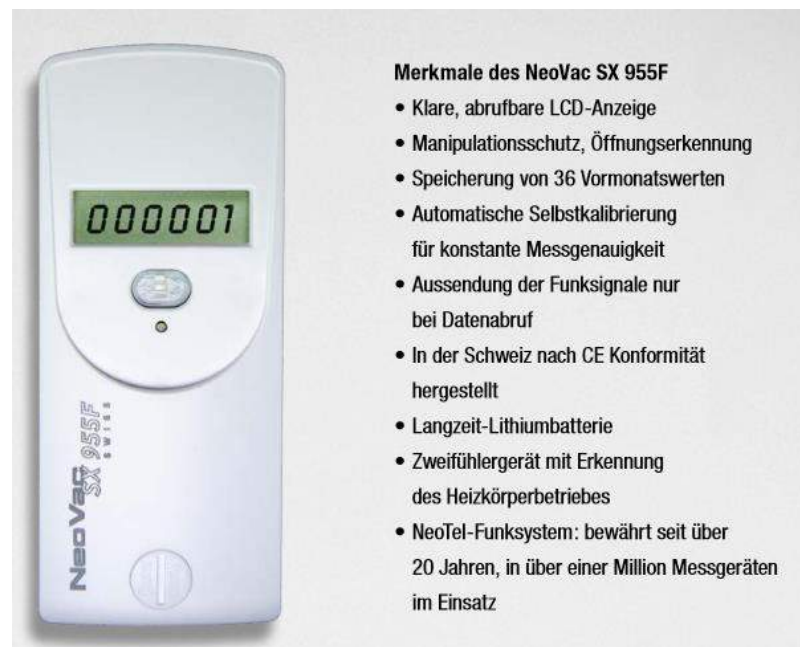 000001
NeoVac
SX 955F
SWISS
Merkmale des NeoVac SX 955F
• Klare, abrufbare LCD-Anzeige
• Manipulationsschutz, Öffnungserkennung
• Speicherung von 36 Vormonatswerten
• Automatische Selbstkalibrierung
für konstante Messgenauigkeit
• Aussendung der Funksignale nur
bei Datenabruf
• In der Schweiz nach CE Konformität
hergestellt
• Langzeit-Lithiumbatterie
• Zweifühlergerät mit Erkennung
des Heizkörperbetriebes
• NeoTel-Funksystem: bewährt seit über
20 Jahren, in über einer Million Messgeräten
im Einsatz